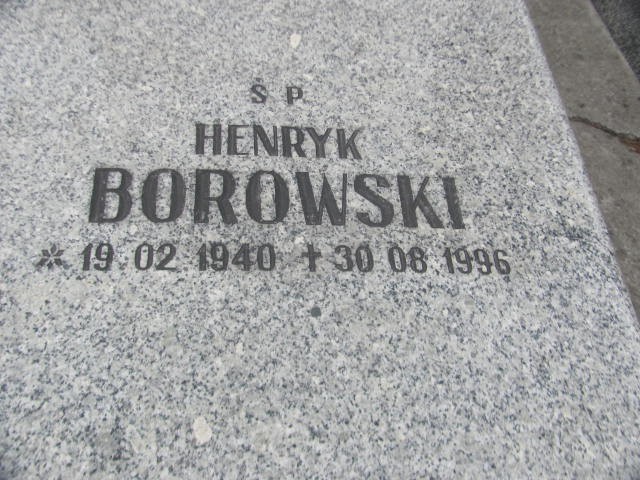 Ś P
HENRYK
BOROWSKI
* 19 02 1940 † 30 08 1996